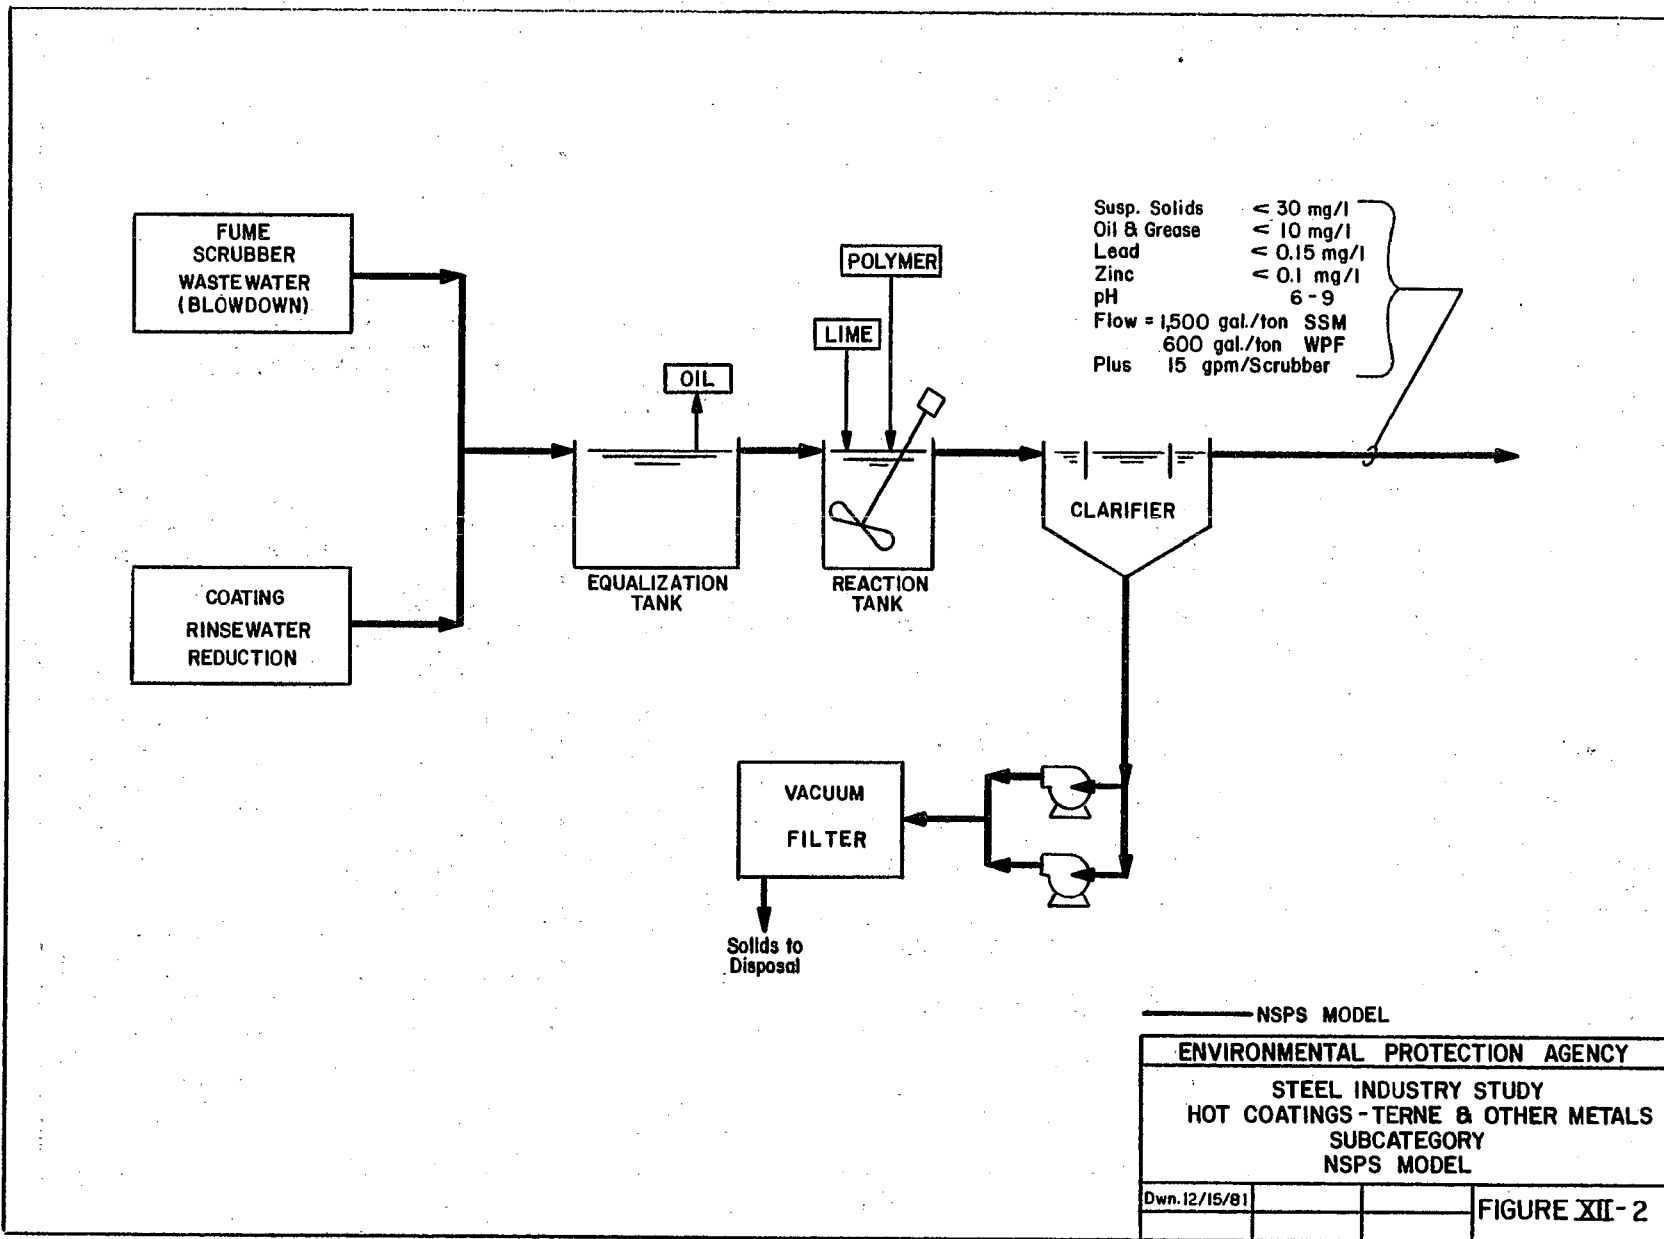 FUME
SCRUBBER
WASTEWATER
(BLOWDOWN)
COATING
RINSEWATER
REDUCTION
OIL
EQUALIZATION
TANK
LIME
POLYMER
REACTION
TANK
CLARIFIER
Susp. Solids ≤ 30 mg/l
Oil & Grease ≤ 10 mg/l
Lead ≤ 0.15 mg/l
Zinc ≤ 0.1 mg/l
pH 6 - 9
Flow = 1,500 gal./ton SSM
600 gal./ton WPF
Plus 15 gpm/Scrubber
VACUUM
FILTER
Solids to
Disposal
NSPS MODEL
ENVIRONMENTAL PROTECTION AGENCY
STEEL INDUSTRY STUDY
HOT COATINGS - TERNE & OTHER METALS
SUBCATEGORY
NSPS MODEL
Dwn. 12/15/81
FIGURE XII - 2